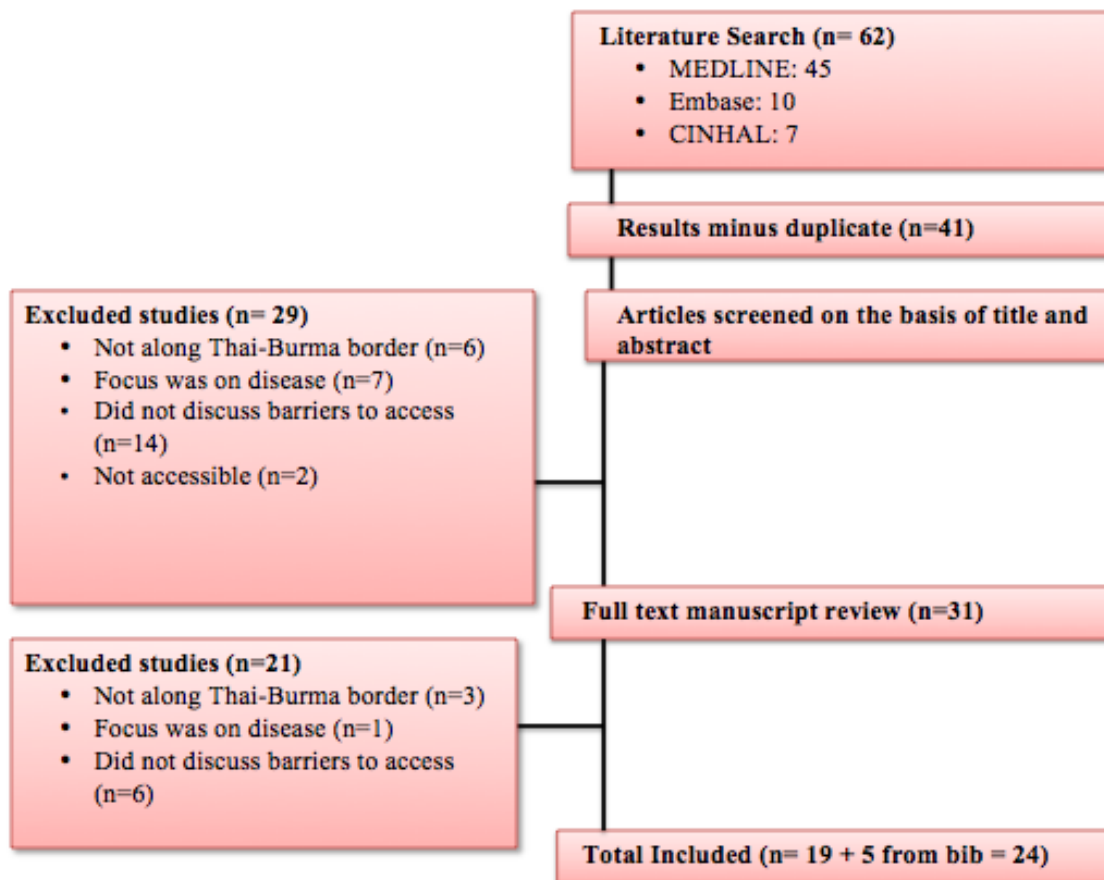 Literature Search (n= 62)
• MEDLINE: 45
• Embase: 10
• CINHAL: 7
Results minus duplicate (n=41)
Articles screened on the basis of title and
abstract
Excluded studies (n= 29)
• Not along Thai-Burma border (n=6)
• Focus was on disease (n=7)
• Did not discuss barriers to access
(n=14)
• Not accessible (n=2)
Full text manuscript review (n=31)
Excluded studies (n=21)
• Not along Thai-Burma border (n=3)
• Focus was on disease (n=1)
• Did not discuss barriers to access
(n=6)
Total Included (n= 19 + 5 from bib = 24)